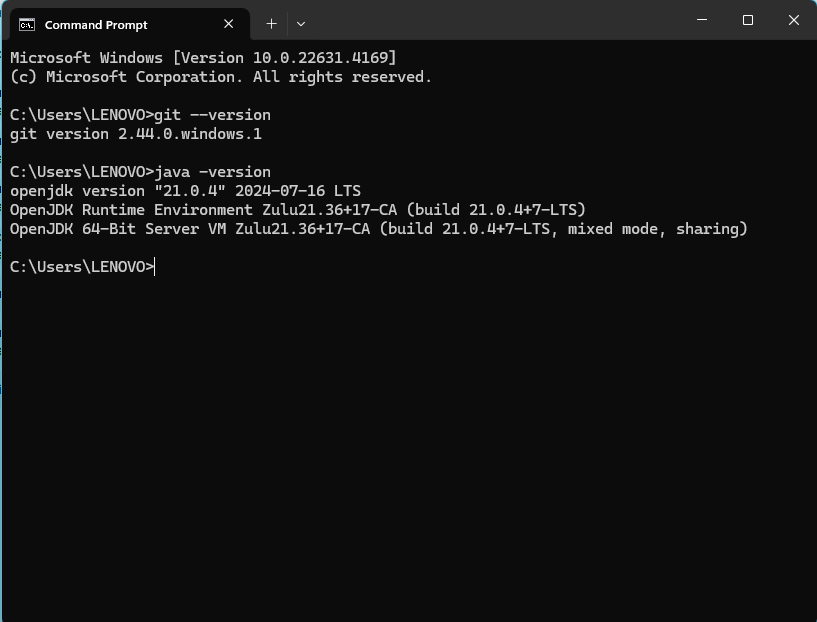 Command Prompt
Microsoft Windows [Version 10.0.22631.4169]
(c) Microsoft Corporation. All rights reserved.
C:\Users\LENOVO>git --version
git version 2.44.0.windows.1
C:\Users\LENOVO>java -version
openjdk version "21.0.4" 2024-07-16 LTS
OpenJDK Runtime Environment Zulu21.36+17-CA (build 21.0.4+7-LTS)
OpenJDK 64-Bit Server VM Zulu21.36+17-CA (build 21.0.4+7-LTS, mixed mode, sharing)
C:\Users\LENOVO>